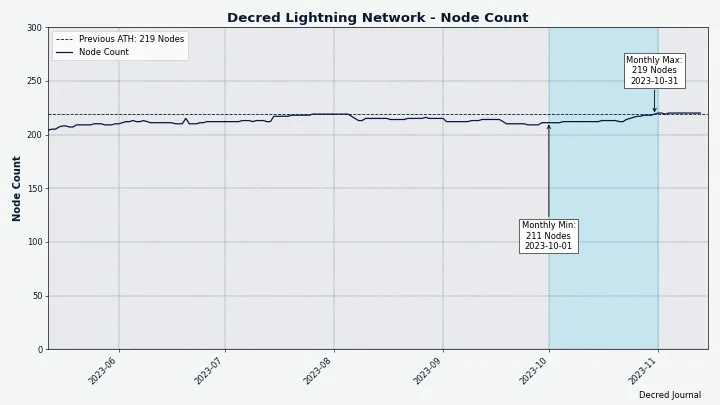 Decred Lightning Network - Node Count
Previous ATH: 219 Nodes
Node Count
Monthly Max:
219 Nodes
2023-10-31
Monthly Min:
211 Nodes
2023-10-01
Node Count
300
250
200
150
100
50
0
2023-06
2023-07
2023-08
2023-09
2023-10
2023-11
Decred Journal